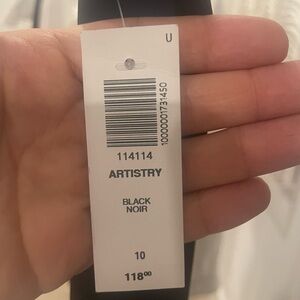 U
10000001731450
114114
ARTISTRY
BLACK
NOIR
10
118⁰⁰